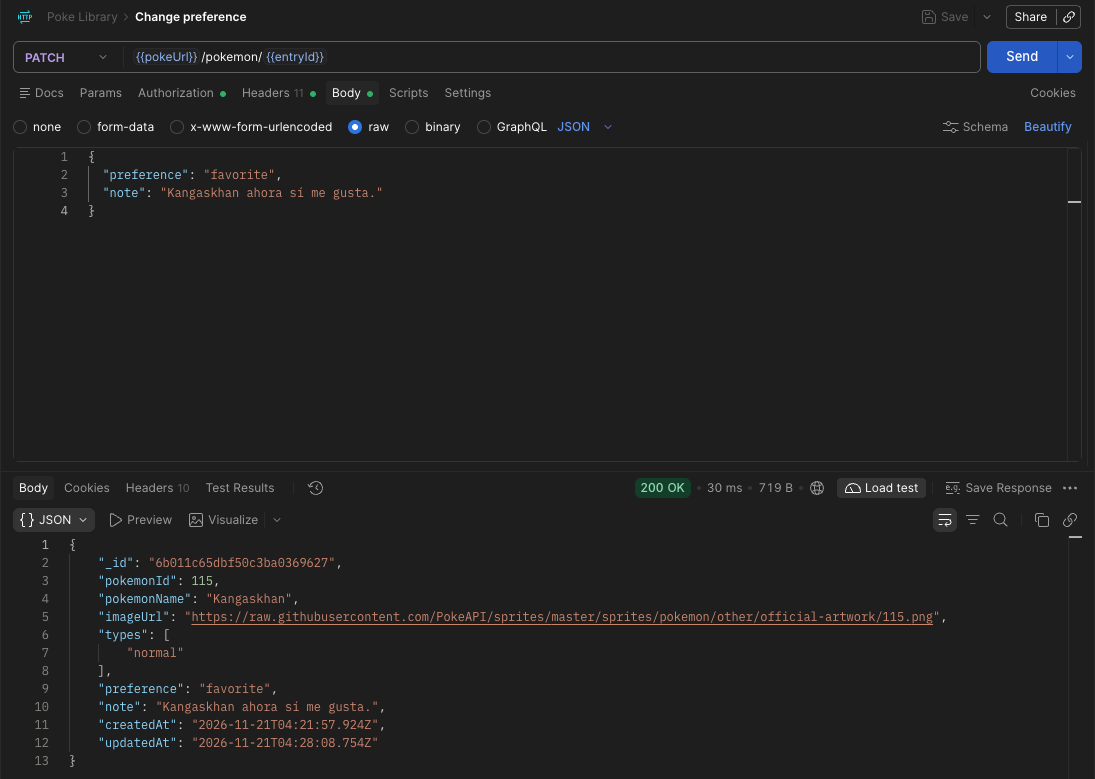 HTTP Poke Library > Change preference Save Share
PATCH {{pokeUrl}} /pokemon/ {{entryId}} Send
Docs Params Authorization Headers 11 Body Scripts Settings Cookies
none form-data x-www-form-urlencoded raw binary GraphQL JSON Schema Beautify
1 {
2 "preference": "favorite",
3 "note": "Kangaskhan ahora sí me gusta."
4 }
Body Cookies Headers 10 Test Results 200 OK • 30 ms • 719 B • Load test e.g. Save Response
{} JSON Preview Visualize
1 {
2 "_id": "6b011c65dbf50c3ba0369627",
3 "pokemonId": 115,
4 "pokemonName": "Kangaskhan",
5 "imageUrl": "https://raw.githubusercontent.com/PokeAPI/sprites/master/sprites/pokemon/other/official-artwork/115.png",
6 "types": [
7 "normal"
8 ],
9 "preference": "favorite",
10 "note": "Kangaskhan ahora sí me gusta.",
11 "createdAt": "2026-11-21T04:21:57.924Z",
12 "updatedAt": "2026-11-21T04:28:08.754Z"
13 }